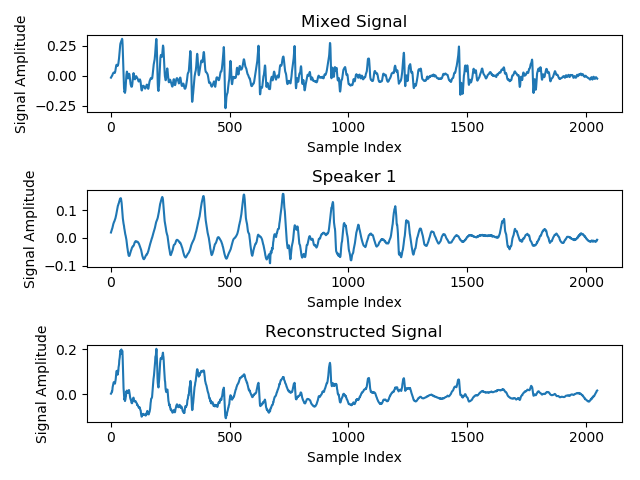 Mixed Signal
Signal Amplitude
0.25
0.00
−0.25
0 500 1000 1500 2000
Sample Index
Speaker 1
Signal Amplitude
0.1
0.0
−0.1
0 500 1000 1500 2000
Sample Index
Reconstructed Signal
Signal Amplitude
0.2
0.0
0 500 1000 1500 2000
Sample Index